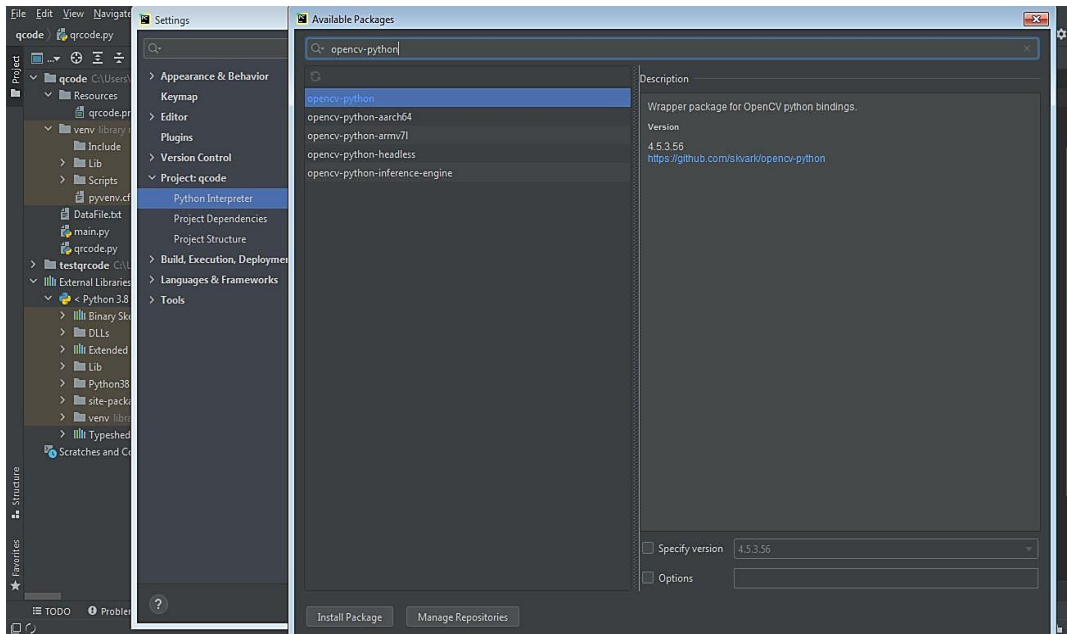 File Edit View Navigate
qcode qrcode.py
Project
qcode C:\Users\
Resources
qrcode.pr
venv library r
Include
Lib
Scripts
pyvenv.cf
DataFile.txt
main.py
qrcode.py
testqrcode C:\
External Libraries
< Python 3.8
Binary Ske
DLLs
Extended
Lib
Python38
site-packa
venv libra
Typeshed
Scratches and Co
Structure
Favorites
TODO Probler
Settings
Appearance & Behavior
Keymap
Editor
Plugins
Version Control
Project: qcode
Python Interpreter
Project Dependencies
Project Structure
Build, Execution, Deploymen
Languages & Frameworks
Tools
?
Available Packages
opencv-python
opencv-python
opencv-python-aarch64
opencv-python-armv7l
opencv-python-headless
opencv-python-inference-engine
Description
Wrapper package for OpenCV python bindings.
Version
4.5.3.56
https://github.com/skvark/opencv-python
Specify version 4.5.3.56
Options
Install Package Manage Repositories